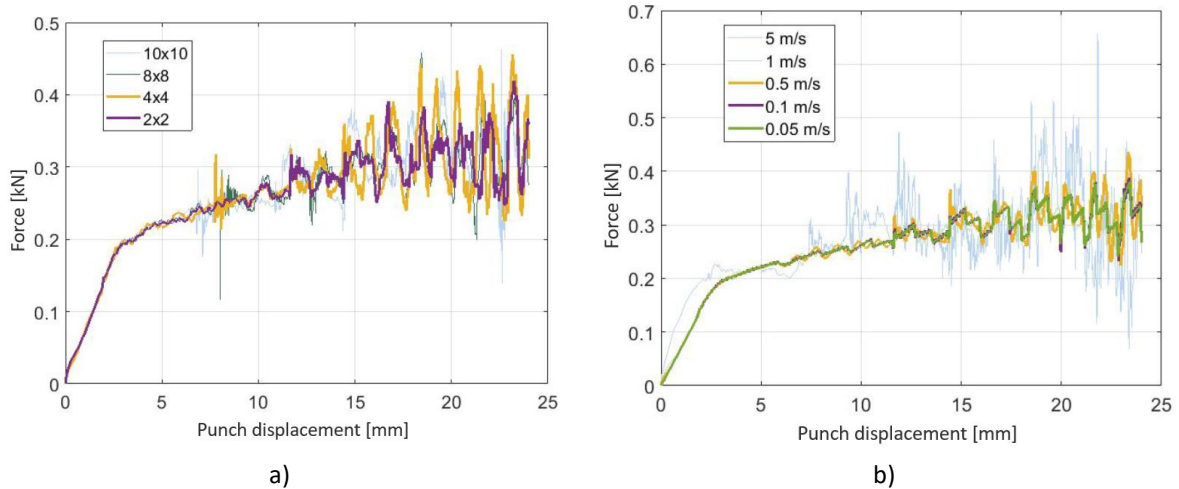 0.5
0.4
0.3
0.2
0.1
0
0
5
10
15
20
25
Force [kN]
Punch displacement [mm]
10x10
8x8
4x4
2x2
a)
0.7
0.6
0.5
0.4
0.3
0.2
0.1
0
0
5
10
15
20
25
Force [kN]
Punch displacement [mm]
5 m/s
1 m/s
0.5 m/s
0.1 m/s
0.05 m/s
b)